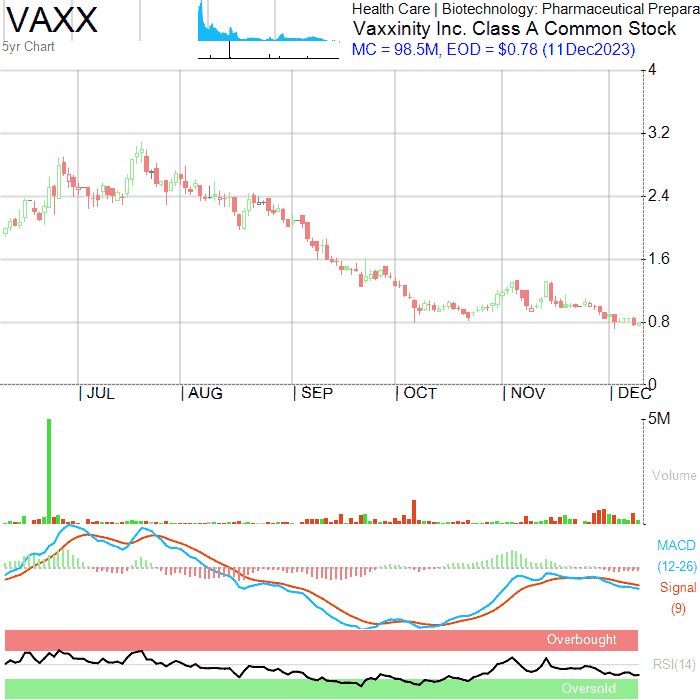 VAXX
5yr Chart
Health Care | Biotechnology: Pharmaceutical Prepara
Vaxxinity Inc. Class A Common Stock
MC = 98.5M, EOD = $0.78 (11Dec2023)
4
3.2
2.4
1.6
0.8
0
| JUL | AUG | SEP | OCT | NOV | DEC
5M
Volume
MACD
(12-26)
Signal
(9)
Overbought
RSI(14)
Oversold